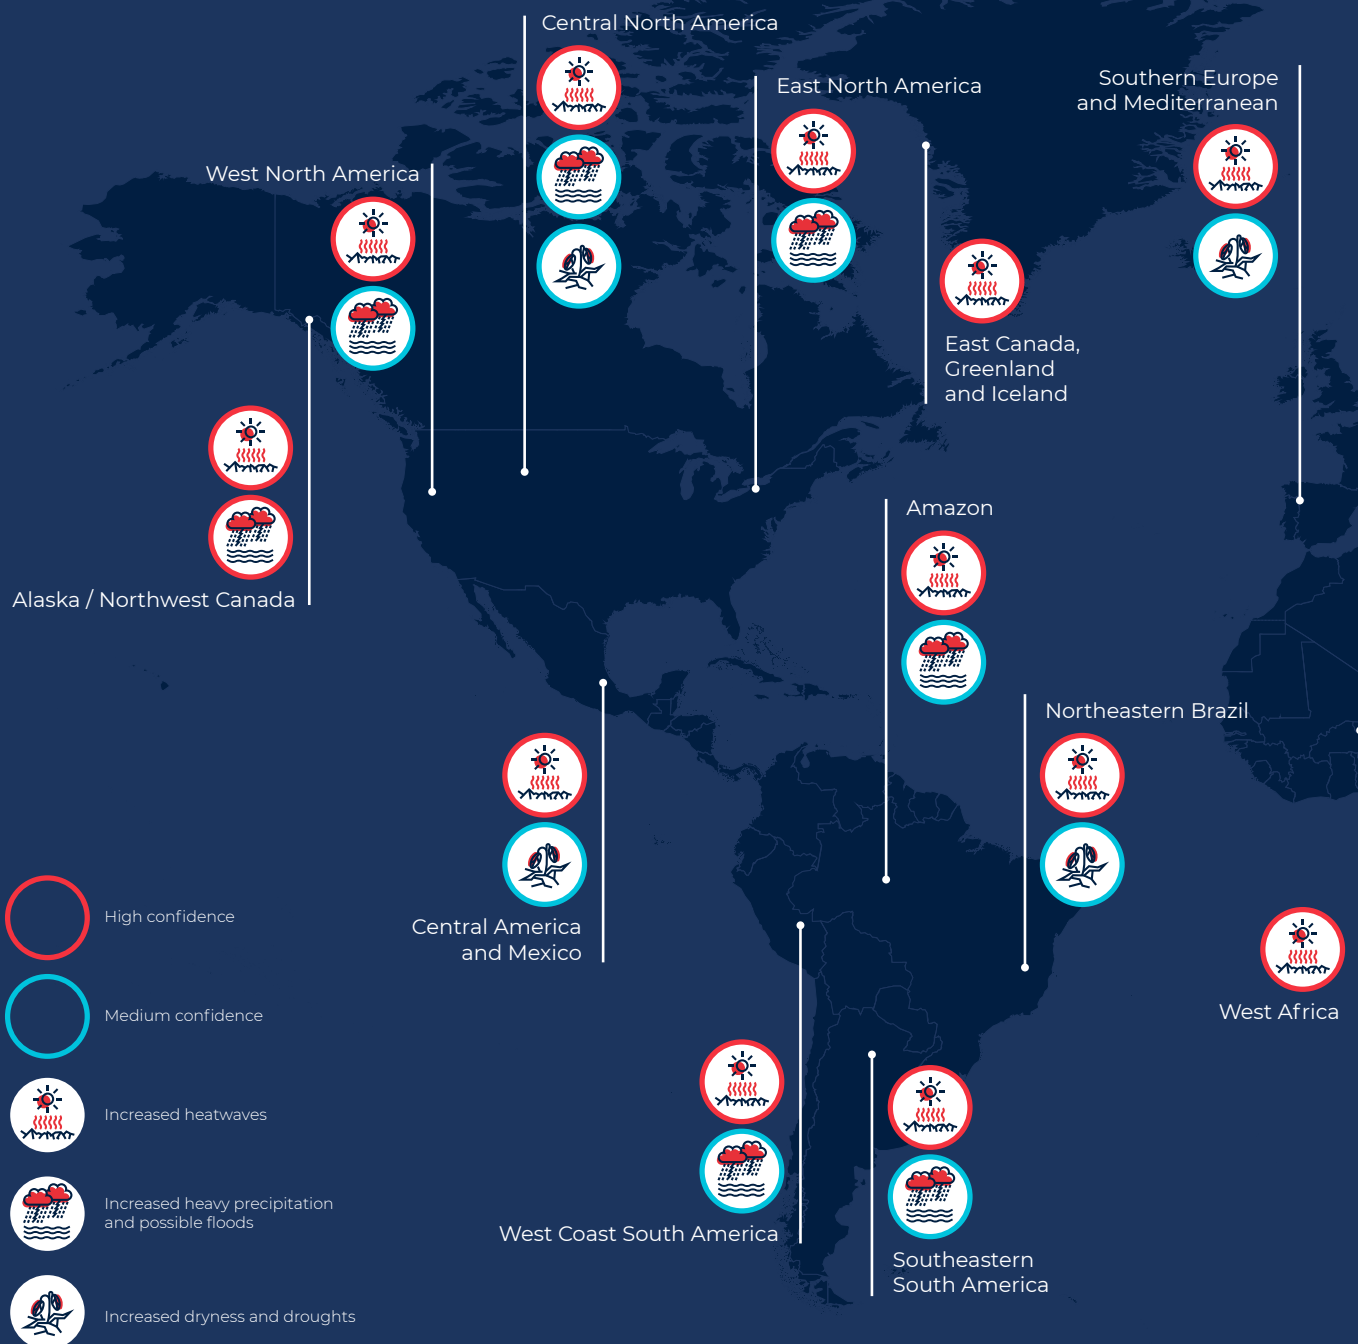 Central North America
East North America
Southern Europe
and Mediterranean
West North America
East Canada,
Greenland
and Iceland
Amazon
Alaska / Northwest Canada
Northeastern Brazil
Central America
and Mexico
High confidence
West Africa
Medium confidence
Increased heatwaves
Increased heavy precipitation
and possible floods
West Coast South America
Southeastern
South America
Increased dryness and droughts